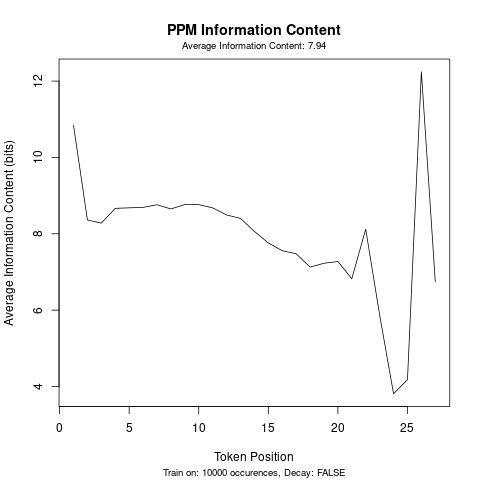 PPM Information Content
Average Information Content: 7.94
Average Information Content (bits)
12
10
8
6
4
0 5 10 15 20 25
Token Position
Train on: 10000 occurences, Decay: FALSE